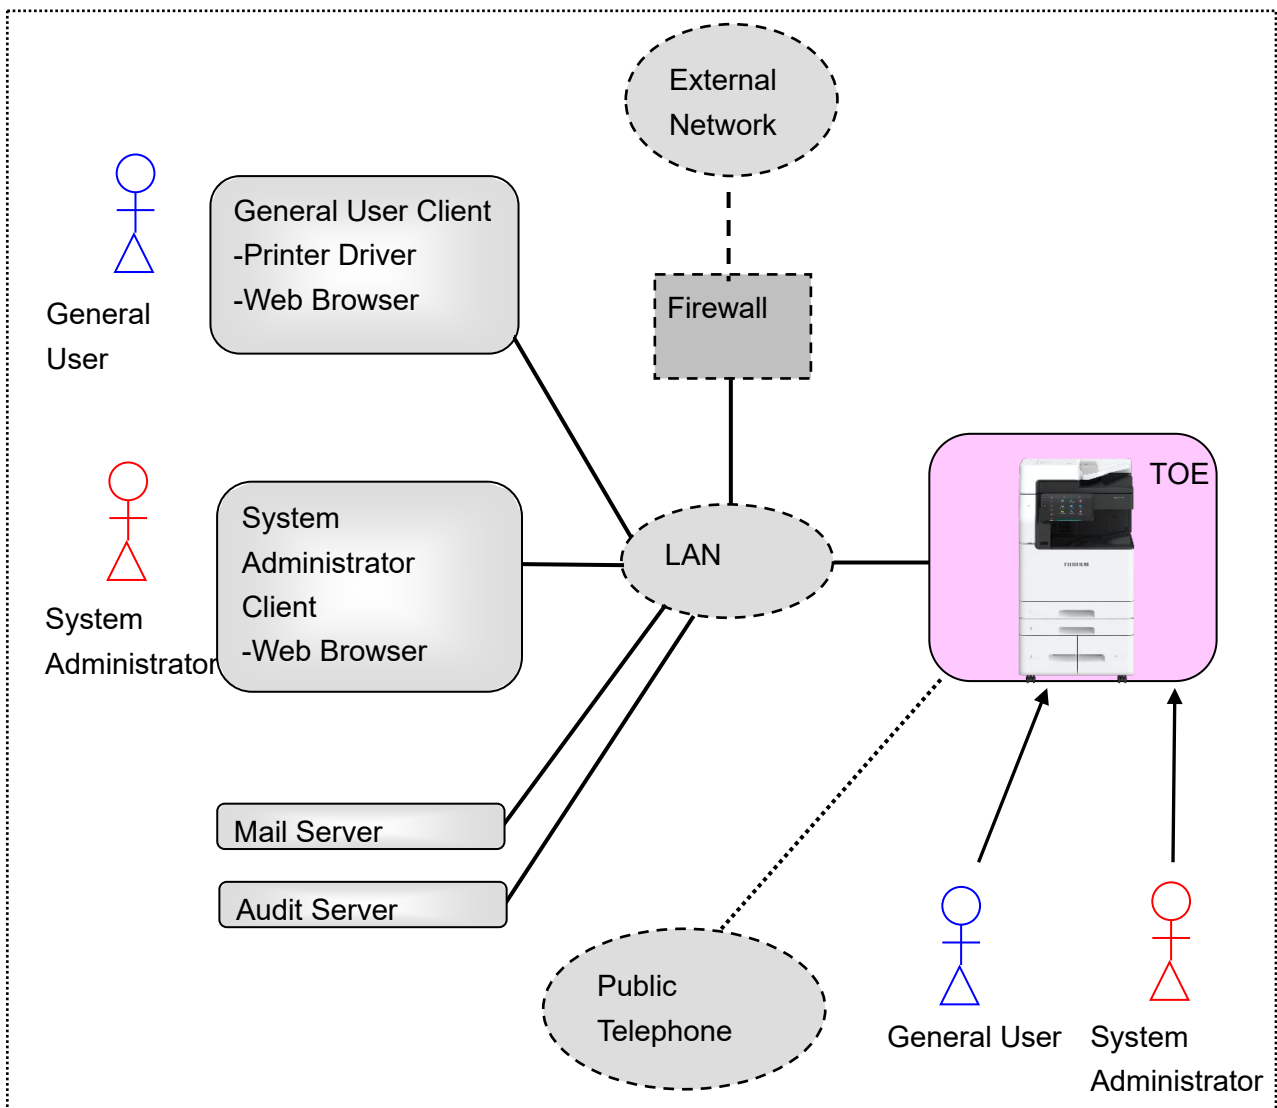 External
Network
General User Client
-Printer Driver
-Web Browser
Firewall
General
User
TOE
FUJIFILM
System
Administrator
Client
-Web Browser
LAN
System
Administrator
Mail Server
Audit Server
Public
Telephone
General User
System
Administrator